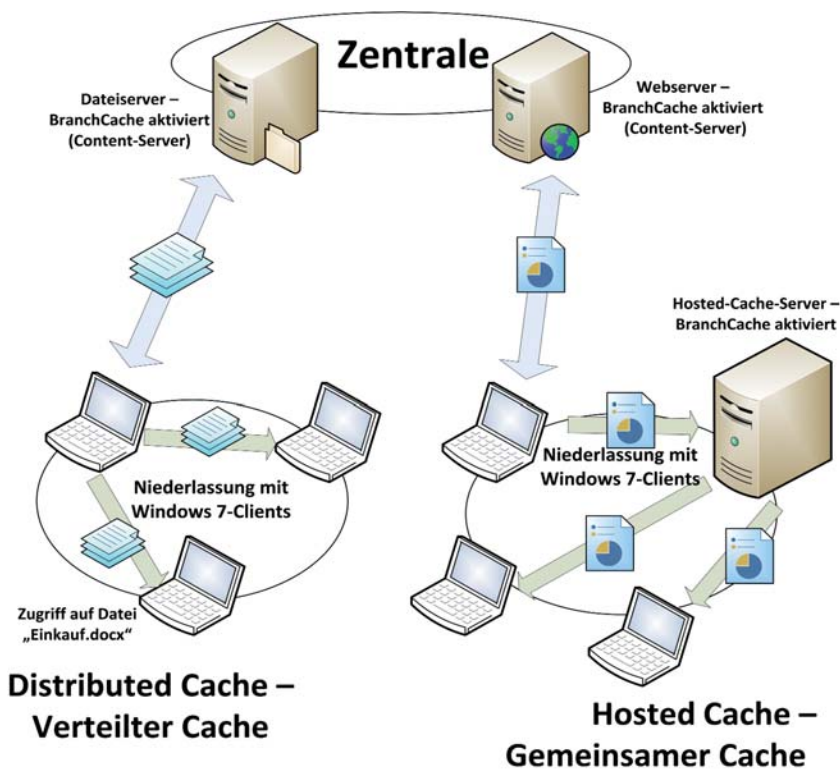 Zentrale
Dateiserver –
BranchCache aktiviert
(Content-Server)
Webserver –
BranchCache aktiviert
(Content-Server)
Hosted-Cache-Server –
BranchCache aktiviert
Niederlassung mit
Windows 7-Clients
Niederlassung mit
Windows 7-Clients
Zugriff auf Datei
„Einkauf.docx“
Distributed Cache –
Verteilter Cache
Hosted Cache –
Gemeinsamer Cache